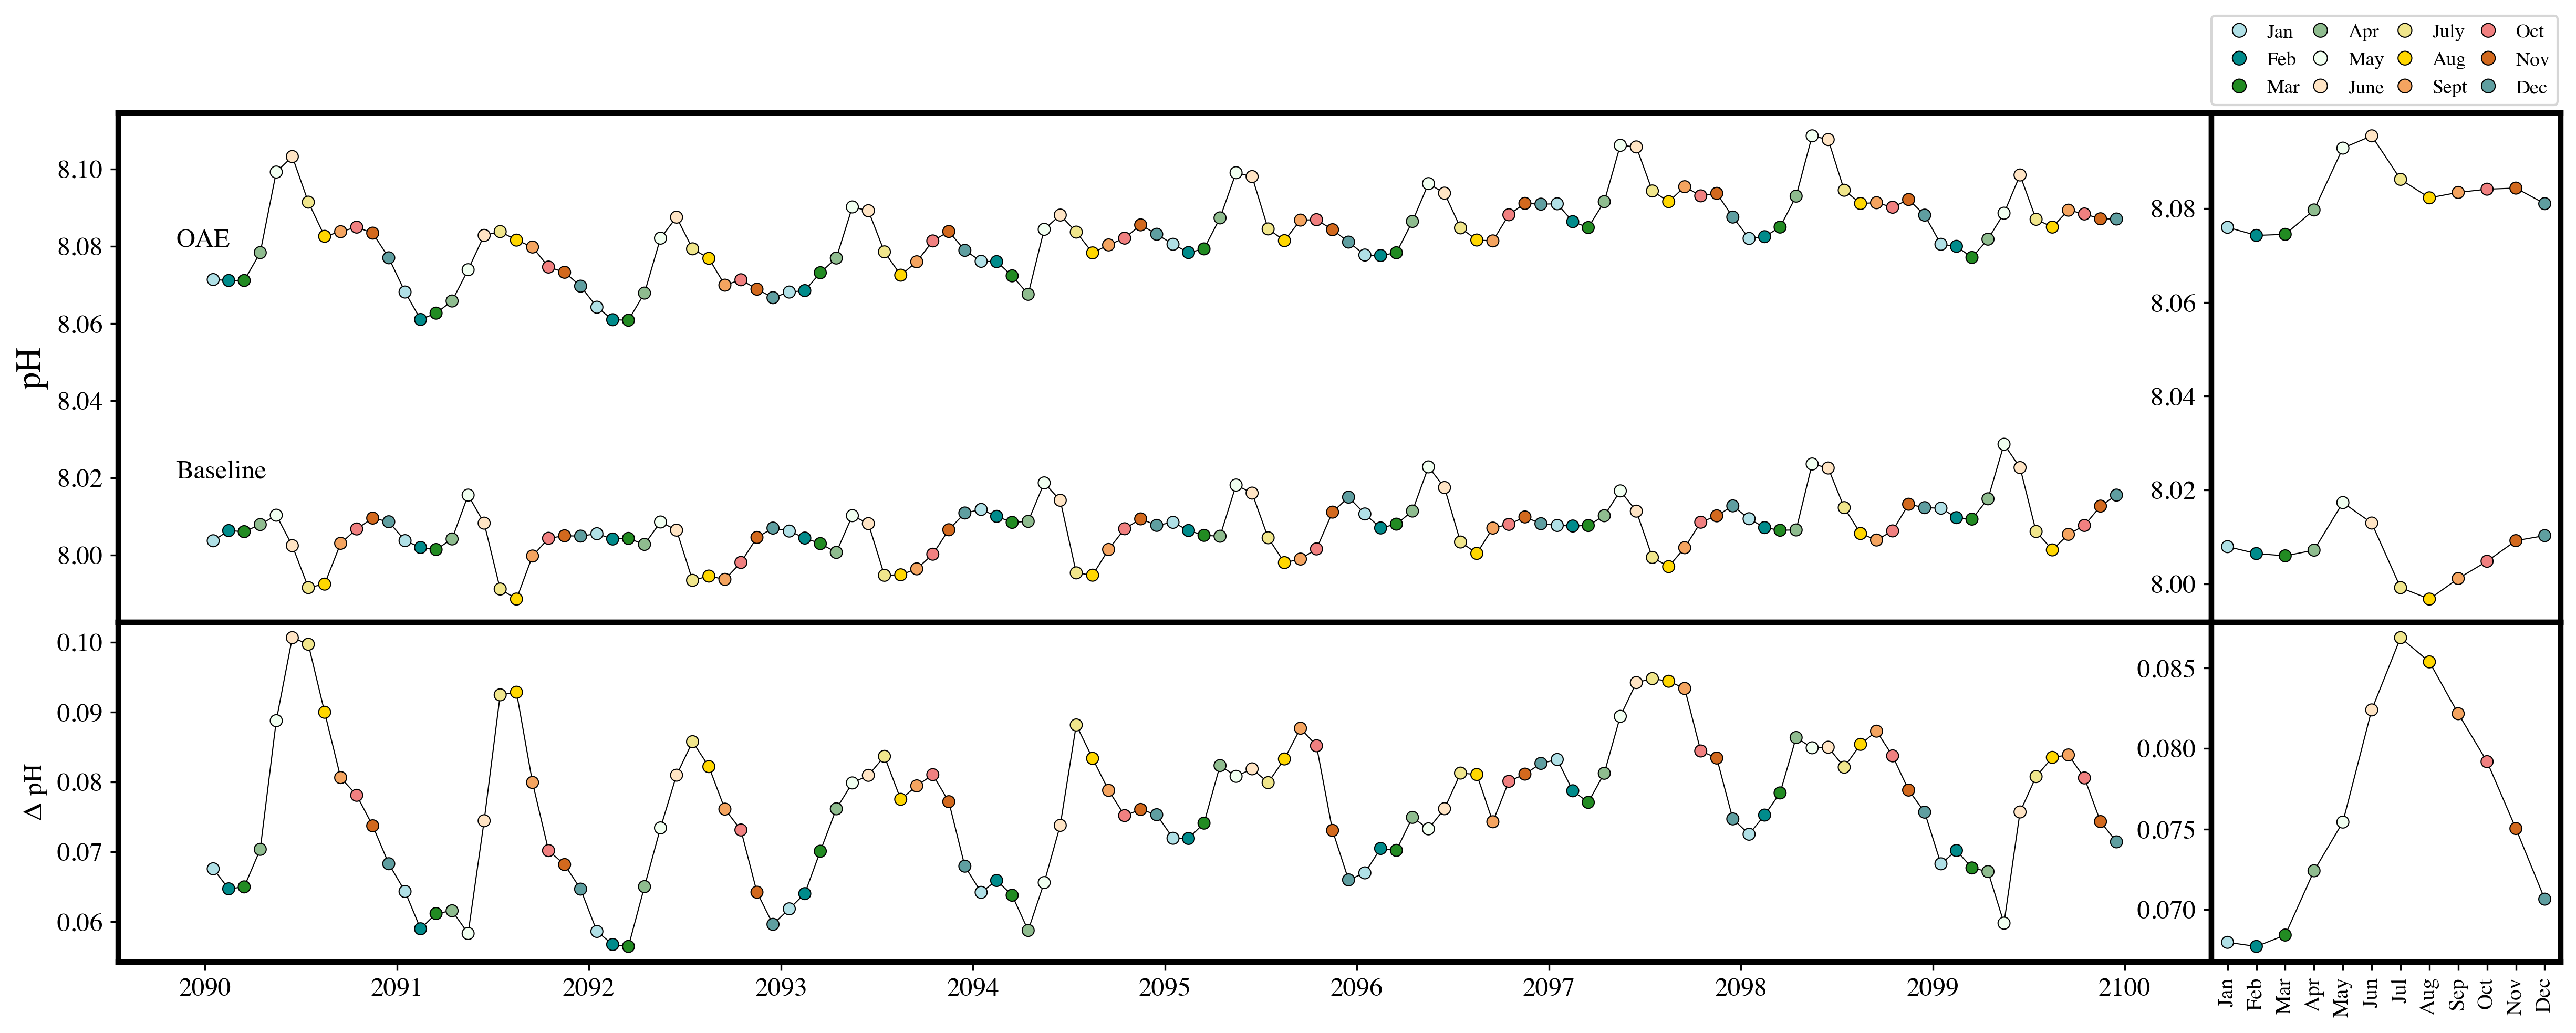 Jan Apr July Oct
Feb May Aug Nov
Mar June Sept Dec
pH
8.10
8.08
8.06
8.04
8.02
8.00
OAE
Baseline
8.08
8.06
8.04
8.02
8.00
Δ pH
0.10
0.09
0.08
0.07
0.06
0.085
0.080
0.075
0.070
2090 2091 2092 2093 2094 2095 2096 2097 2098 2099 2100
Jan Feb Mar Apr May Jun Jul Aug Sep Oct Nov Dec